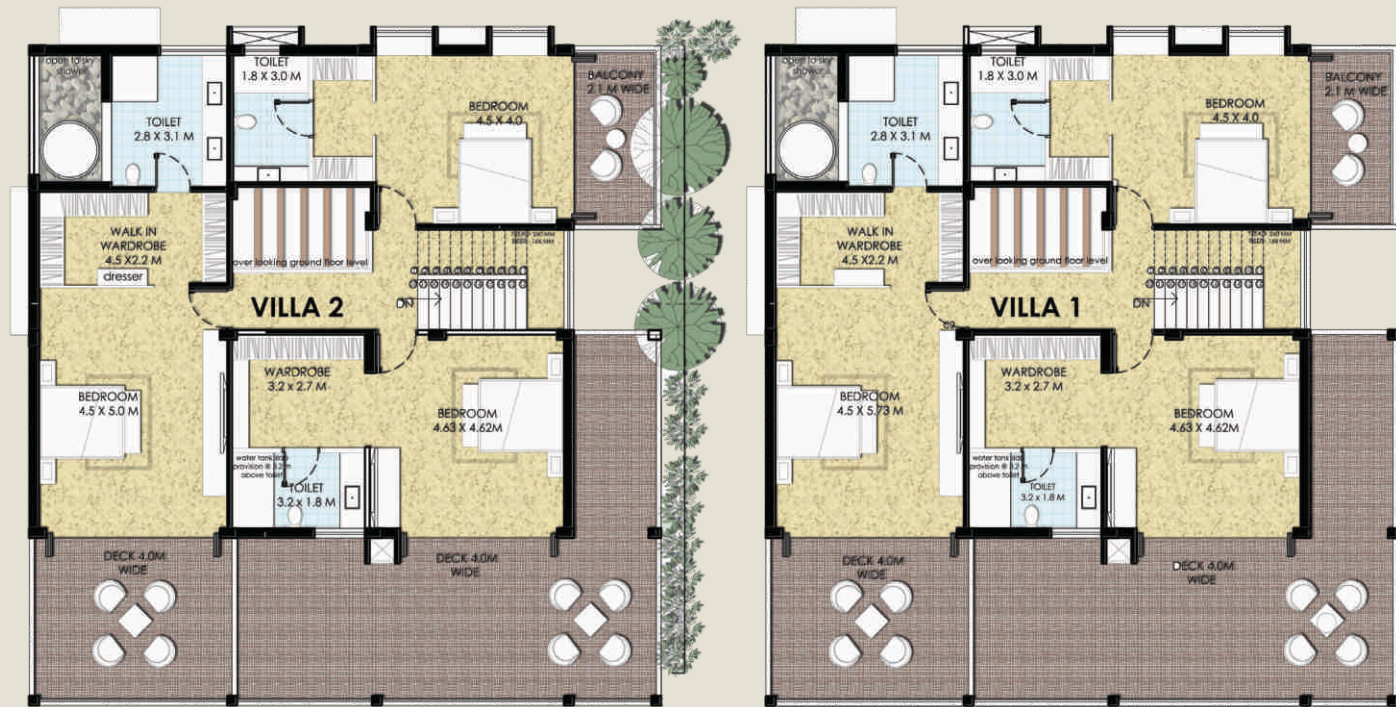 open to sky
shower
TOILET
2.8 X 3.1 M
TOILET
1.8 X 3.0 M
BEDROOM
4.5 X 4.0
BALCONY
2.1 M WIDE
WALK IN
WARDROBE
4.5 X2.2 M
dresser
over looking ground floor level
VILLA 2
DN
WARDROBE
3.2 x 2.7 M
BEDROOM
4.5 X 5.0 M
BEDROOM
4.63 X 4.62M
water tank slab
provision @ 3.2 m
above toilet
TOILET
3.2 x 1.8 M
DECK 4.0M
WIDE
DECK 4.0M
WIDE
open to sky
shower
TOILET
2.8 X 3.1 M
TOILET
1.8 X 3.0 M
BEDROOM
4.5 X 4.0
BALCONY
2.1 M WIDE
WALK IN
WARDROBE
4.5 X2.2 M
over looking ground floor level
VILLA 1
DN
WARDROBE
3.2 x 2.7 M
BEDROOM
4.5 X 5.73 M
BEDROOM
4.63 X 4.62M
water tank slab
provision @ 3.2 m
above toilet
TOILET
3.2 x 1.8 M
DECK 4.0M
WIDE
DECK 4.0M
WIDE